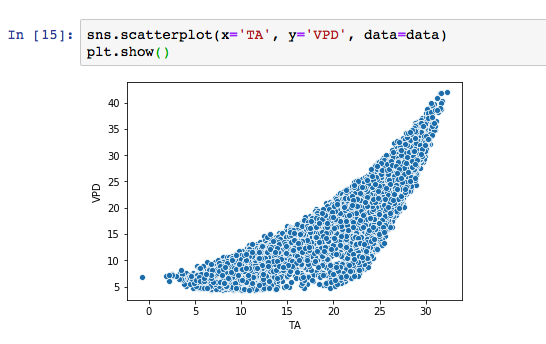 In [15]: sns.scatterplot(x='TA', y='VPD', data=data)
plt.show()
40
35
30
25
20
15
10
5
VPD
0 5 10 15 20 25 30
TA